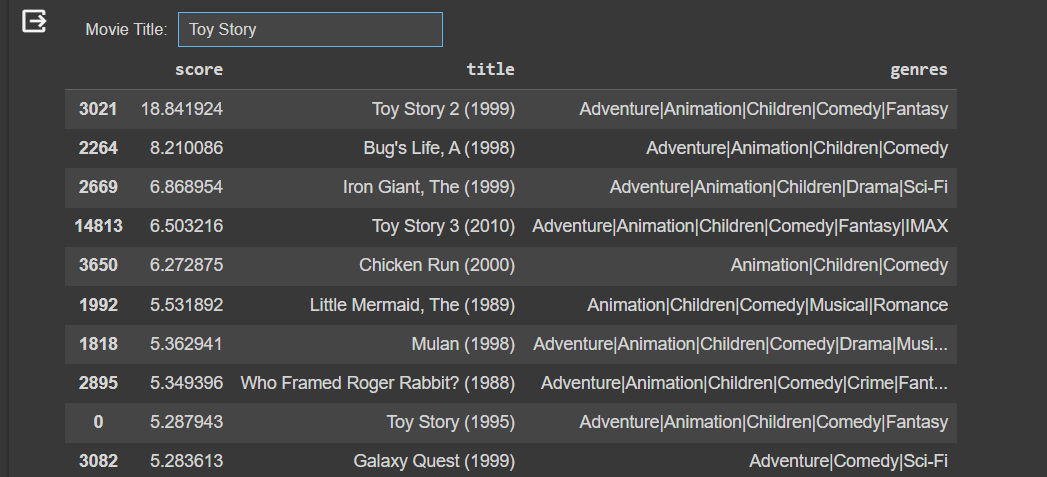 Movie Title: Toy Story
score title genres
3021 18.841924 Toy Story 2 (1999) Adventure|Animation|Children|Comedy|Fantasy
2264 8.210086 Bug's Life, A (1998) Adventure|Animation|Children|Comedy
2669 6.868954 Iron Giant, The (1999) Adventure|Animation|Children|Drama|Sci-Fi
14813 6.503216 Toy Story 3 (2010) Adventure|Animation|Children|Comedy|Fantasy|IMAX
3650 6.272875 Chicken Run (2000) Animation|Children|Comedy
1992 5.531892 Little Mermaid, The (1989) Animation|Children|Comedy|Musical|Romance
1818 5.362941 Mulan (1998) Adventure|Animation|Children|Comedy|Drama|Musi...
2895 5.349396 Who Framed Roger Rabbit? (1988) Adventure|Animation|Children|Comedy|Crime|Fant...
0 5.287943 Toy Story (1995) Adventure|Animation|Children|Comedy|Fantasy
3082 5.283613 Galaxy Quest (1999) Adventure|Comedy|Sci-Fi